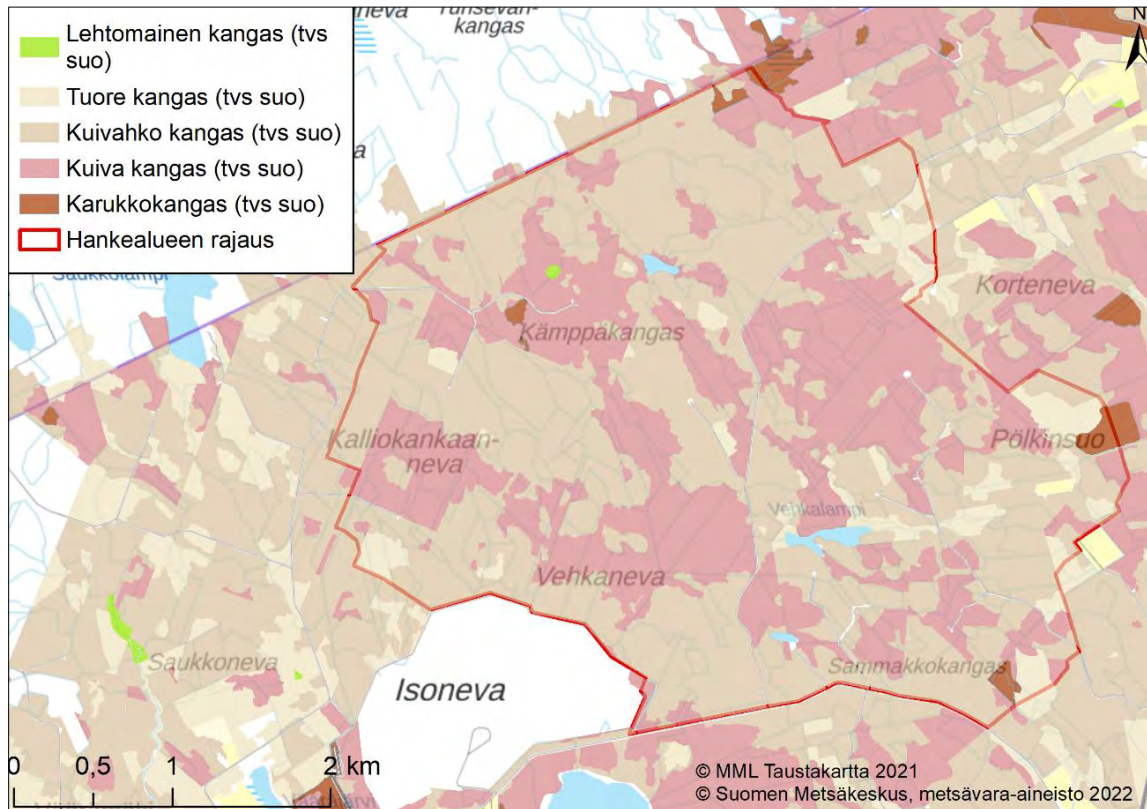 Lehtomainen kangas (tvs
suo)
Tuore kangas (tvs suo)
Kuivahko kangas (tvs suo)
Kuiva kangas (tvs suo)
Karukkokangas (tvs suo)
Hankealueen rajaus
kangas
N
Saukkolampi
Korteneva
Kämppäkangas
Kalliokankaan-
neva
Pölkinsuo
Vehkalampi
Vehkaneva
Saukkoneva
Sammakkokangas
Isoneva
0 0,5 1 2 km
© MML Taustakartta 2021
© Suomen Metsäkeskus, metsävara-aineisto 2022